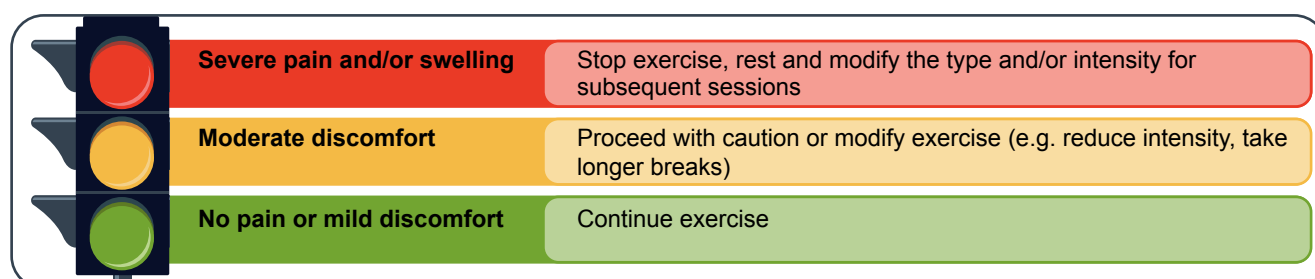 Severe pain and/or swelling
Stop exercise, rest and modify the type and/or intensity for
subsequent sessions
Moderate discomfort
Proceed with caution or modify exercise (e.g. reduce intensity, take
longer breaks)
No pain or mild discomfort
Continue exercise